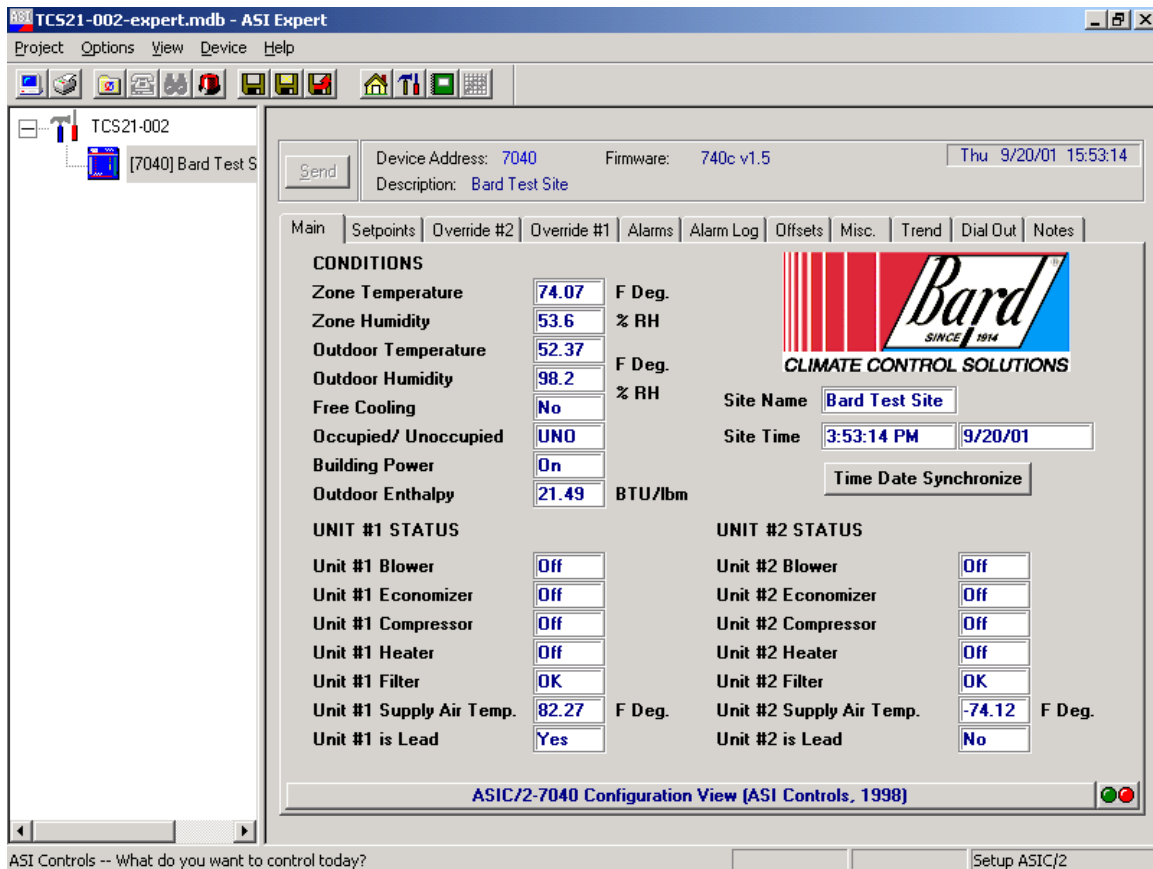 TCS21-002-expert.mdb - ASI Expert
Project Options View Device Help
TCS21-002
[7040] Bard Test S
Send
Device Address: 7040 Firmware: 740c v1.5
Thu 9/20/01 15:53:14
Description: Bard Test Site
Main Setpoints Override #2 Override #1 Alarms Alarm Log Offsets Misc. Trend Dial Out Notes
CONDITIONS
Zone Temperature 74.07 F Deg.
Zone Humidity 53.6 % RH
Outdoor Temperature 52.37 F Deg.
Outdoor Humidity 98.2 % RH
Free Cooling No
Occupied/ Unoccupied UNO
Building Power On
Outdoor Enthalpy 21.49 BTU/lbm
Bard
®
SINCE 1914
CLIMATE CONTROL SOLUTIONS
Site Name Bard Test Site
Site Time 3:53:14 PM 9/20/01
Time Date Synchronize
UNIT #1 STATUS
Unit #1 Blower Off
Unit #1 Economizer Off
Unit #1 Compressor Off
Unit #1 Heater Off
Unit #1 Filter OK
Unit #1 Supply Air Temp. 82.27 F Deg.
Unit #1 is Lead Yes
UNIT #2 STATUS
Unit #2 Blower Off
Unit #2 Economizer Off
Unit #2 Compressor Off
Unit #2 Heater Off
Unit #2 Filter OK
Unit #2 Supply Air Temp. -74.12 F Deg.
Unit #2 is Lead No
ASIC/2-7040 Configuration View (ASI Controls, 1998)
ASI Controls -- What do you want to control today?
Setup ASIC/2